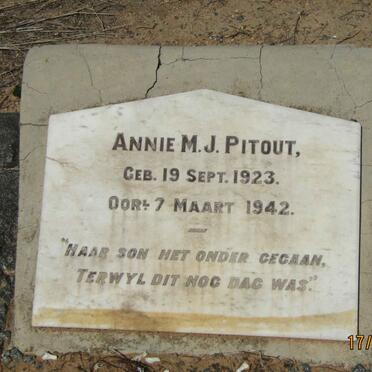 ANNIE M.J. PITOUT,
GEB. 19 SEPT. 1923.
OORL. 7 MAART 1942.
"HAAR SON HET ONDER GEGAAN,
TERWYL DIT NOG DAG WAS."
17/